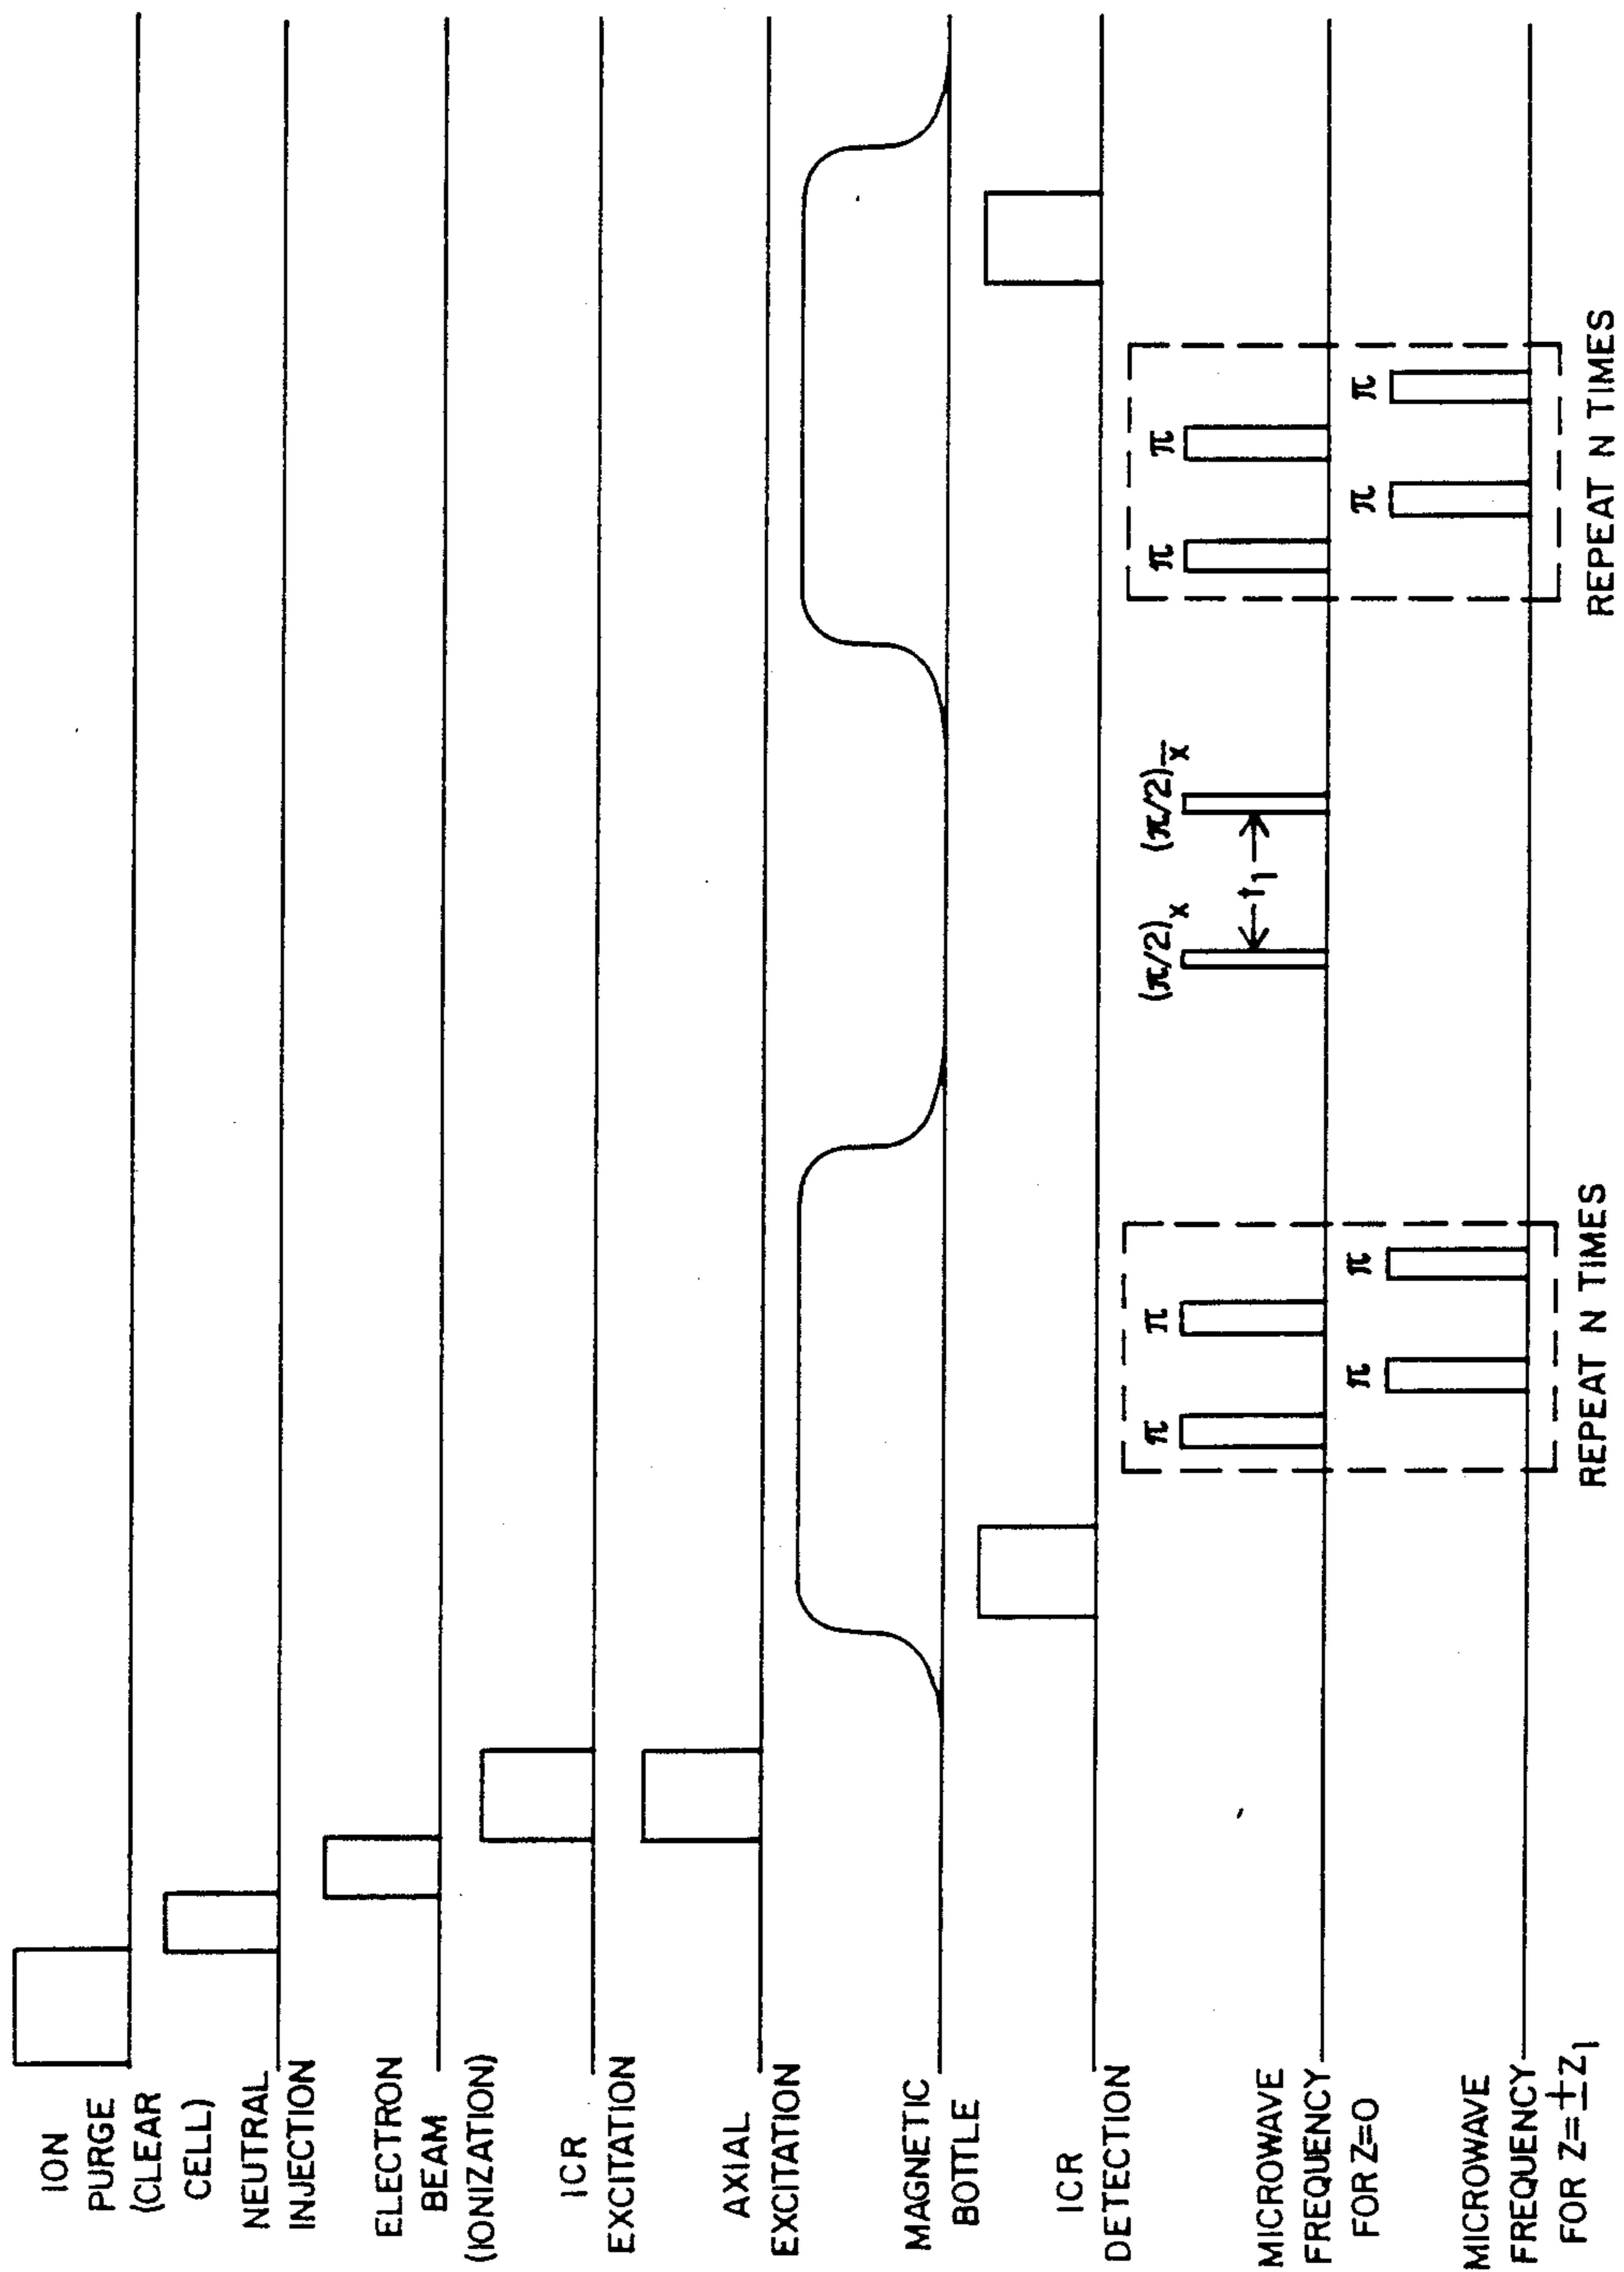 ION
PURGE
(CLEAR
CELL)
NEUTRAL
INJECTION
ELECTRON
BEAM
(IONIZATION)
ICR
EXCITATION
AXIAL
EXCITATION
MAGNETIC
BOTTLE
ICR
DETECTION
MICROWAVE
FREQUENCY
FOR Z=0
π π (π/2)x t1 (π/2)x̄ π π
MICROWAVE
FREQUENCY
FOR Z=±Z1
π π π π
REPEAT N TIMES REPEAT N TIMES